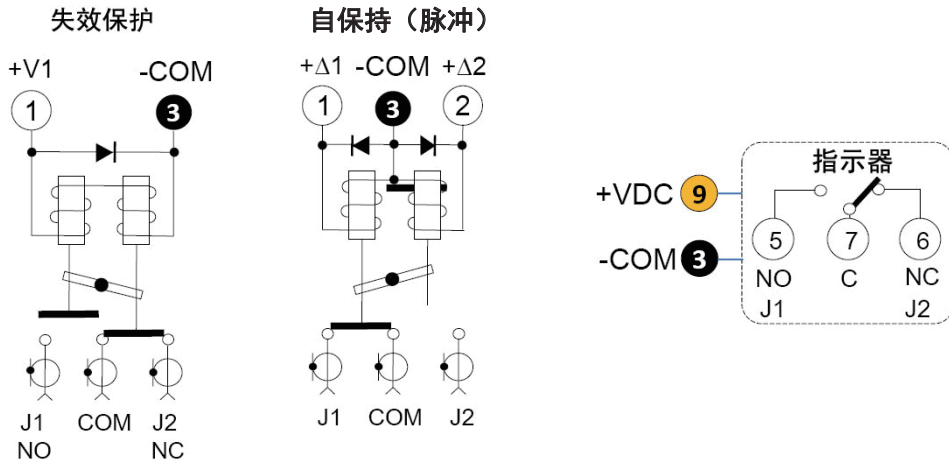 失效保护
+V1 -COM
1 3
J1 COM J2
NO NC
自保持（脉冲）
+Δ1 -COM +Δ2
1 3 2
J1 COM J2
指示器
+VDC 9
-COM 3
5 7 6
NO C NC
J1 J2